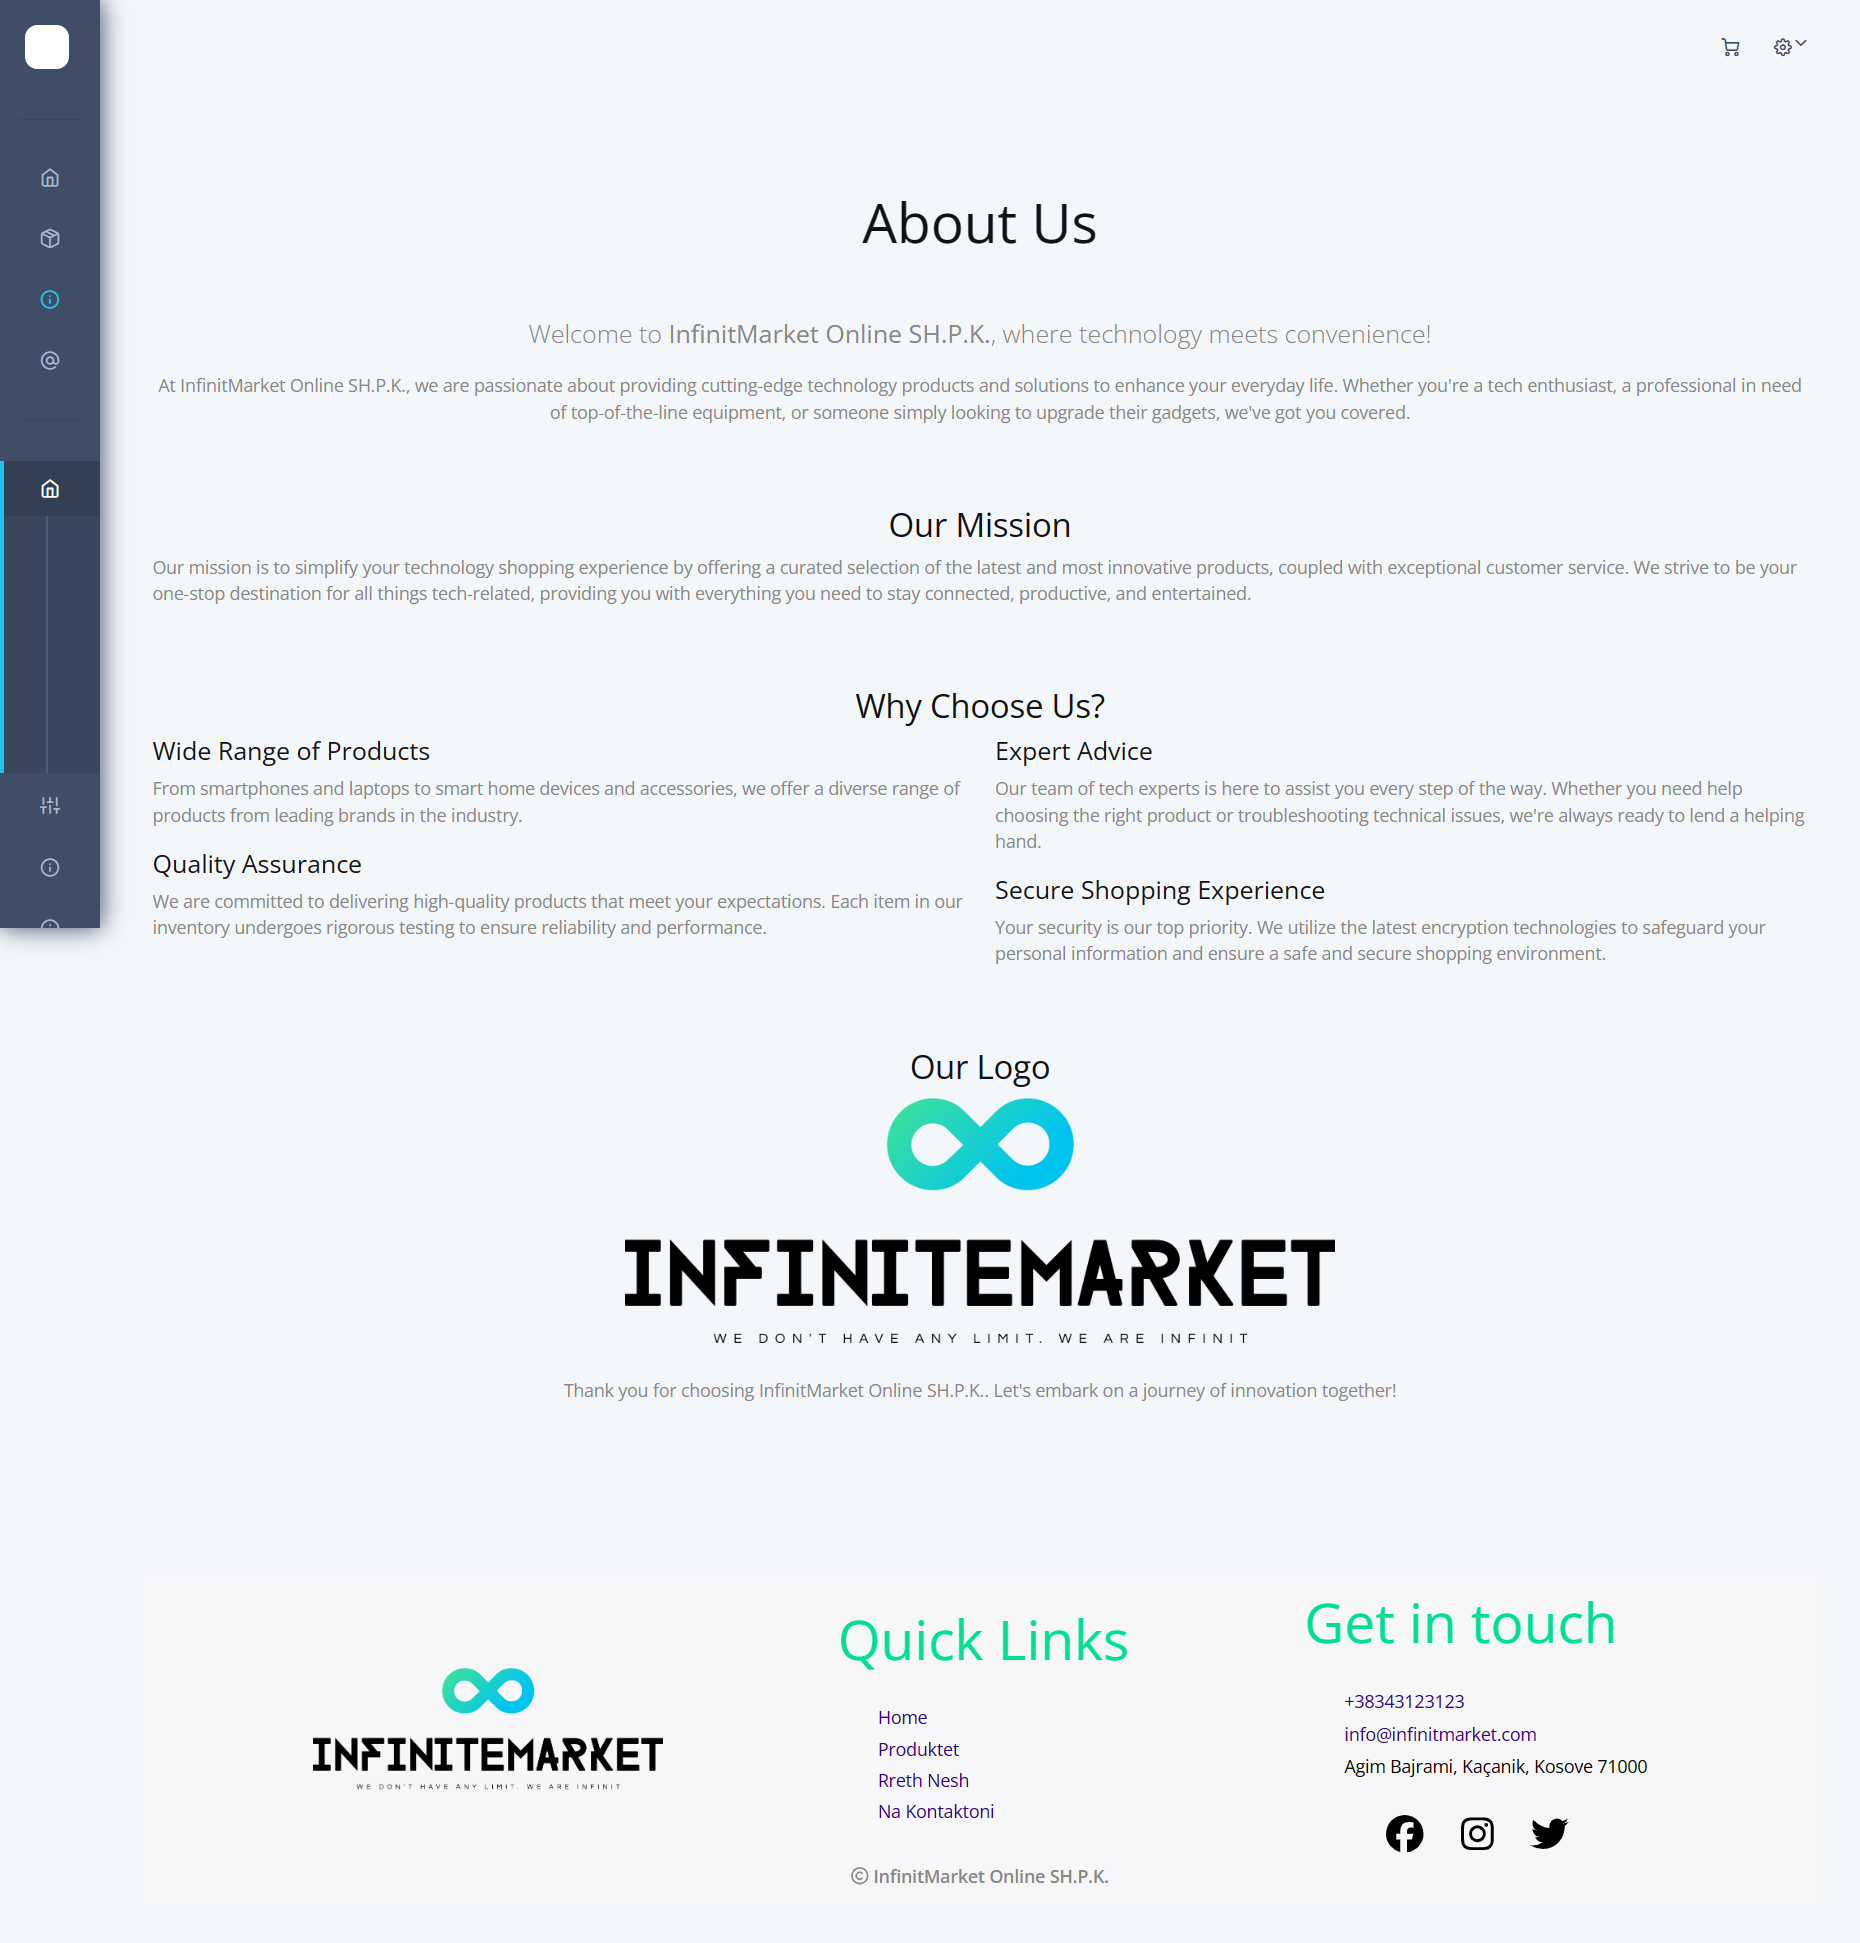 About Us
Welcome to InfinitMarket Online SH.P.K., where technology meets convenience!
At InfinitMarket Online SH.P.K., we are passionate about providing cutting-edge technology products and solutions to enhance your everyday life. Whether you're a tech enthusiast, a professional in need
of top-of-the-line equipment, or someone simply looking to upgrade their gadgets, we've got you covered.
Our Mission
Our mission is to simplify your technology shopping experience by offering a curated selection of the latest and most innovative products, coupled with exceptional customer service. We strive to be your
one-stop destination for all things tech-related, providing you with everything you need to stay connected, productive, and entertained.
Why Choose Us?
Wide Range of Products
From smartphones and laptops to smart home devices and accessories, we offer a diverse range of
products from leading brands in the industry.
Quality Assurance
We are committed to delivering high-quality products that meet your expectations. Each item in our
inventory undergoes rigorous testing to ensure reliability and performance.
Expert Advice
Our team of tech experts is here to assist you every step of the way. Whether you need help
choosing the right product or troubleshooting technical issues, we're always ready to lend a helping
hand.
Secure Shopping Experience
Your security is our top priority. We utilize the latest encryption technologies to safeguard your
personal information and ensure a safe and secure shopping environment.
Our Logo
INFINITEMARKET
WE DON'T HAVE ANY LIMIT. WE ARE INFINIT
Thank you for choosing InfinitMarket Online SH.P.K.. Let's embark on a journey of innovation together!
INFINITEMARKET
WE DON'T HAVE ANY LIMIT. WE ARE INFINIT
Quick Links
Home
Produktet
Rreth Nesh
Na Kontaktoni
Get in touch
+38343123123
info@infinitmarket.com
Agim Bajrami, Kaçanik, Kosove 71000
© InfinitMarket Online SH.P.K.